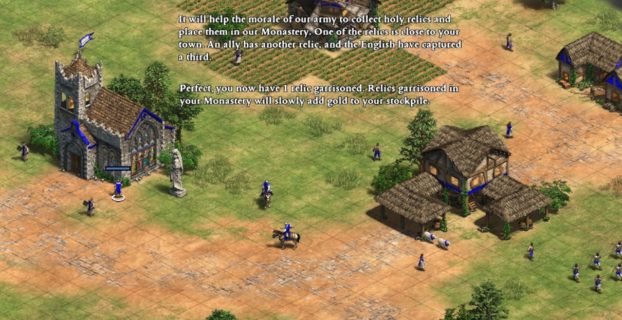 It will help the morale of our army to collect holy relics and
place them in our Monastery. One of the relics is close to your
town. An ally has another relic, and the English have captured
a third.
Perfect, you now have 1 relic garrisoned. Relics garrisoned in
your Monastery will slowly add gold to your stockpile.